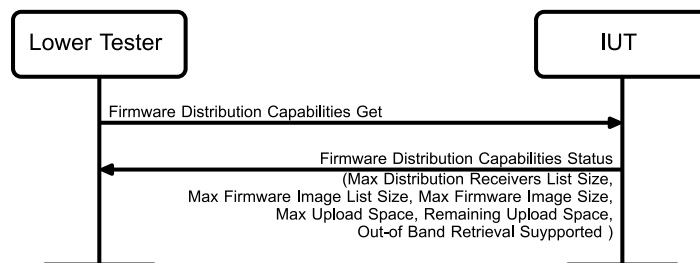 Lower Tester
IUT
Firmware Distribution Capabilities Get
Firmware Distribution Capabilities Status
(Max Distribution Receivers List Size,
Max Firmware Image List Size, Max Firmware Image Size,
Max Upload Space, Remaining Upload Space,
Out-of Band Retrieval Suypported )